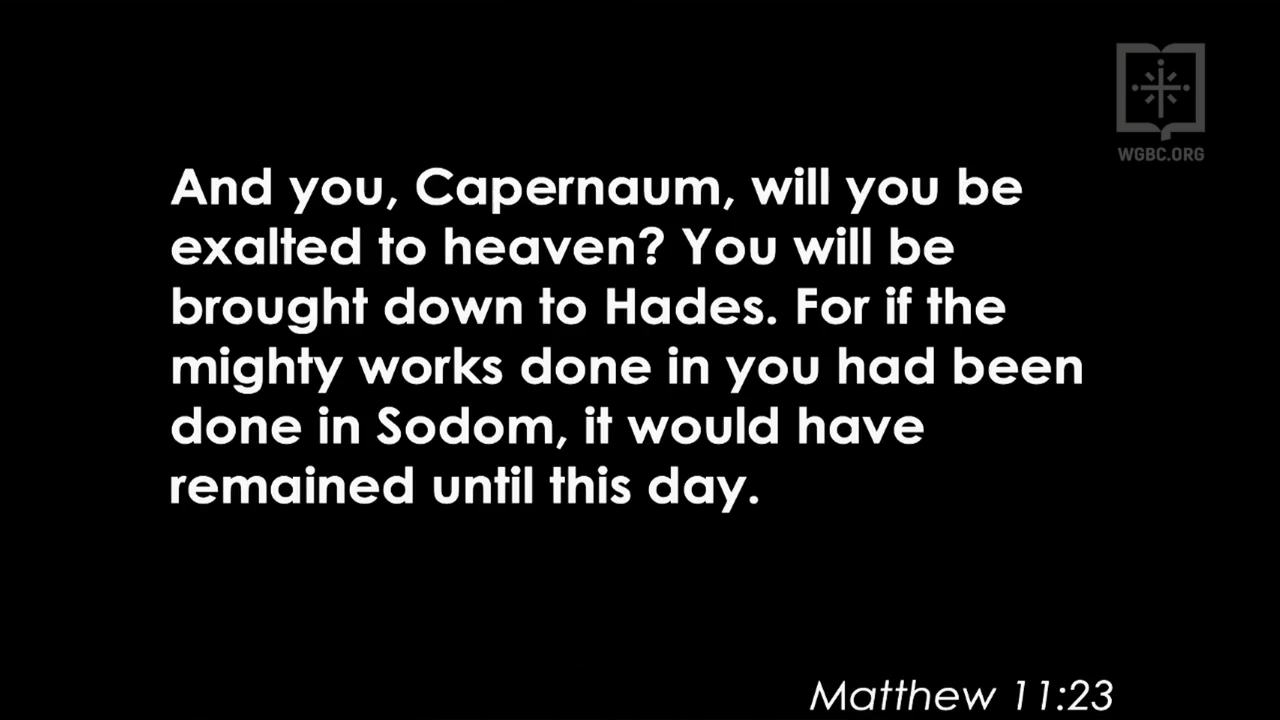 WGBC.ORG
And you, Capernaum, will you be
exalted to heaven? You will be
brought down to Hades. For if the
mighty works done in you had been
done in Sodom, it would have
remained until this day.
Matthew 11:23